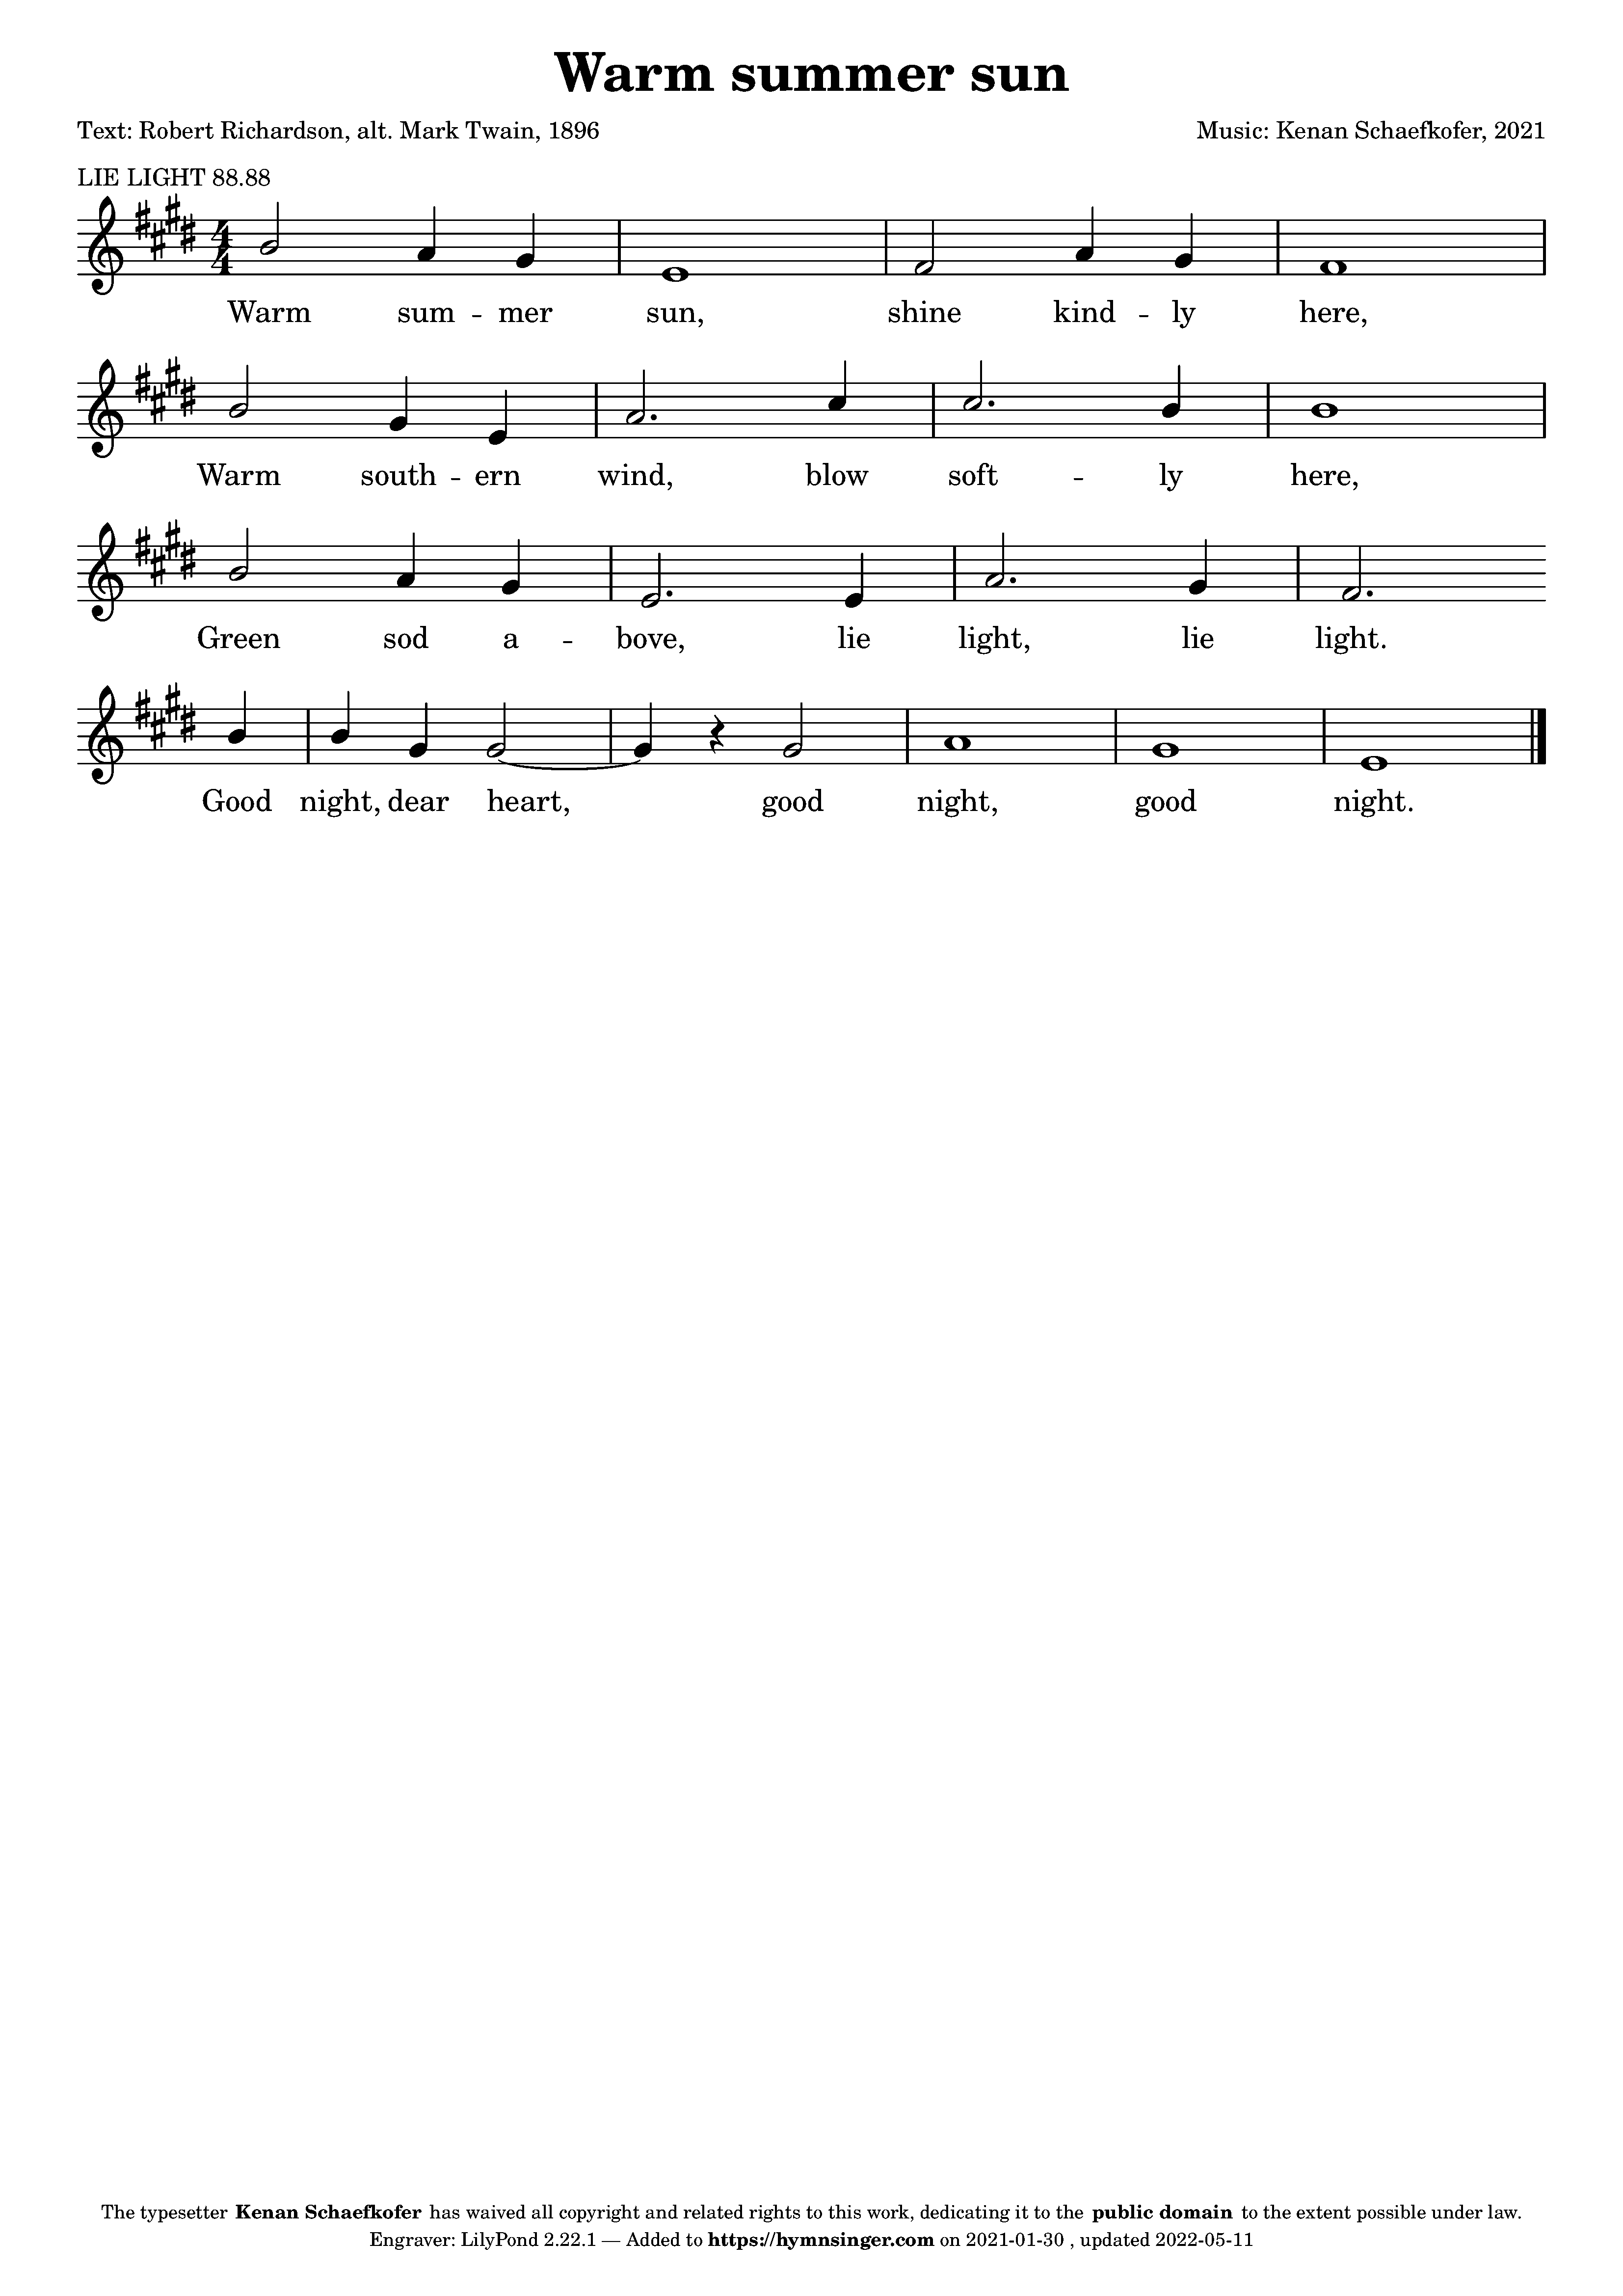 Warm summer sun
Text: Robert Richardson, alt. Mark Twain, 1896
Music: Kenan Schaefkofer, 2021
LIE LIGHT 88.88
4
4
Warm sum -- mer sun, shine kind -- ly here,
Warm south -- ern wind, blow soft -- ly here,
Green sod a -- bove, lie light, lie light.
Good night, dear heart, good night, good night.
The typesetter Kenan Schaefkofer has waived all copyright and related rights to this work, dedicating it to the public domain to the extent possible under law.
Engraver: LilyPond 2.22.1 — Added to https://hymnsinger.com on 2021-01-30 , updated 2022-05-11